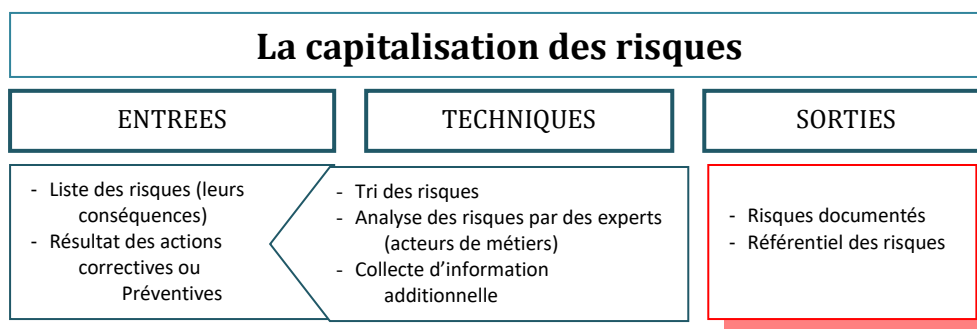 La capitalisation des risques
ENTREES
TECHNIQUES
SORTIES
- Liste des risques (leurs
conséquences)
- Résultat des actions
correctives ou
Préventives
- Tri des risques
- Analyse des risques par des experts
(acteurs de métiers)
- Collecte d’information
additionnelle
- Risques documentés
- Référentiel des risques